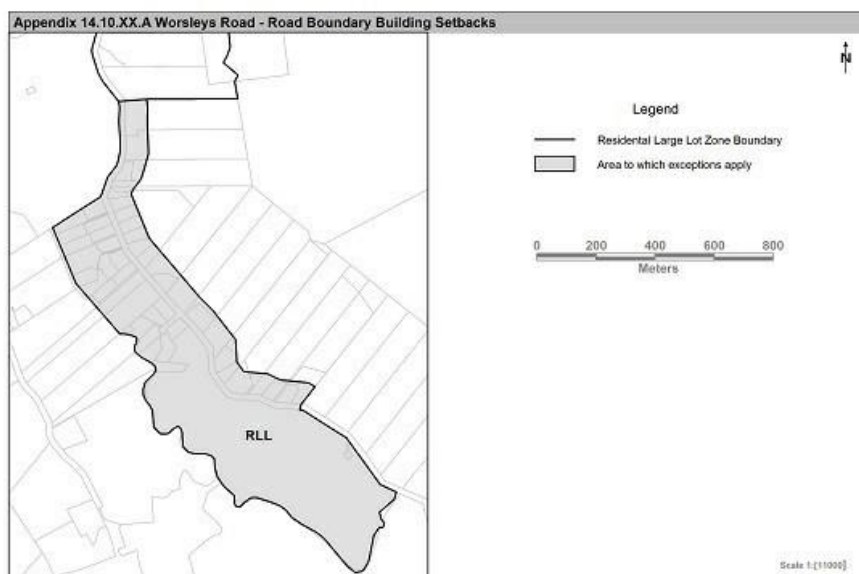 Appendix 14.10.XX.A Worsleys Road - Road Boundary Building Setbacks
N
Legend
Residental Large Lot Zone Boundary
Area to which exceptions apply
0 200 400 600 800
Meters
RLL
Scale 1:[11000]